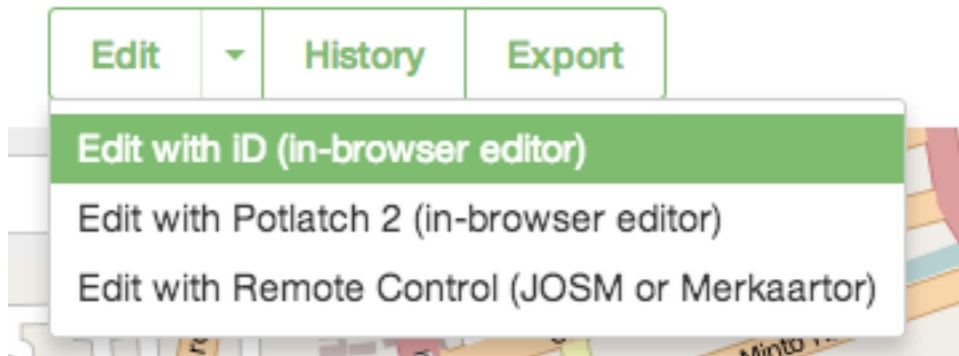 Edit History Export
Edit with iD (in-browser editor)
Edit with Potlatch 2 (in-browser editor)
Edit with Remote Control (JOSM or Merkaartor)
Minto